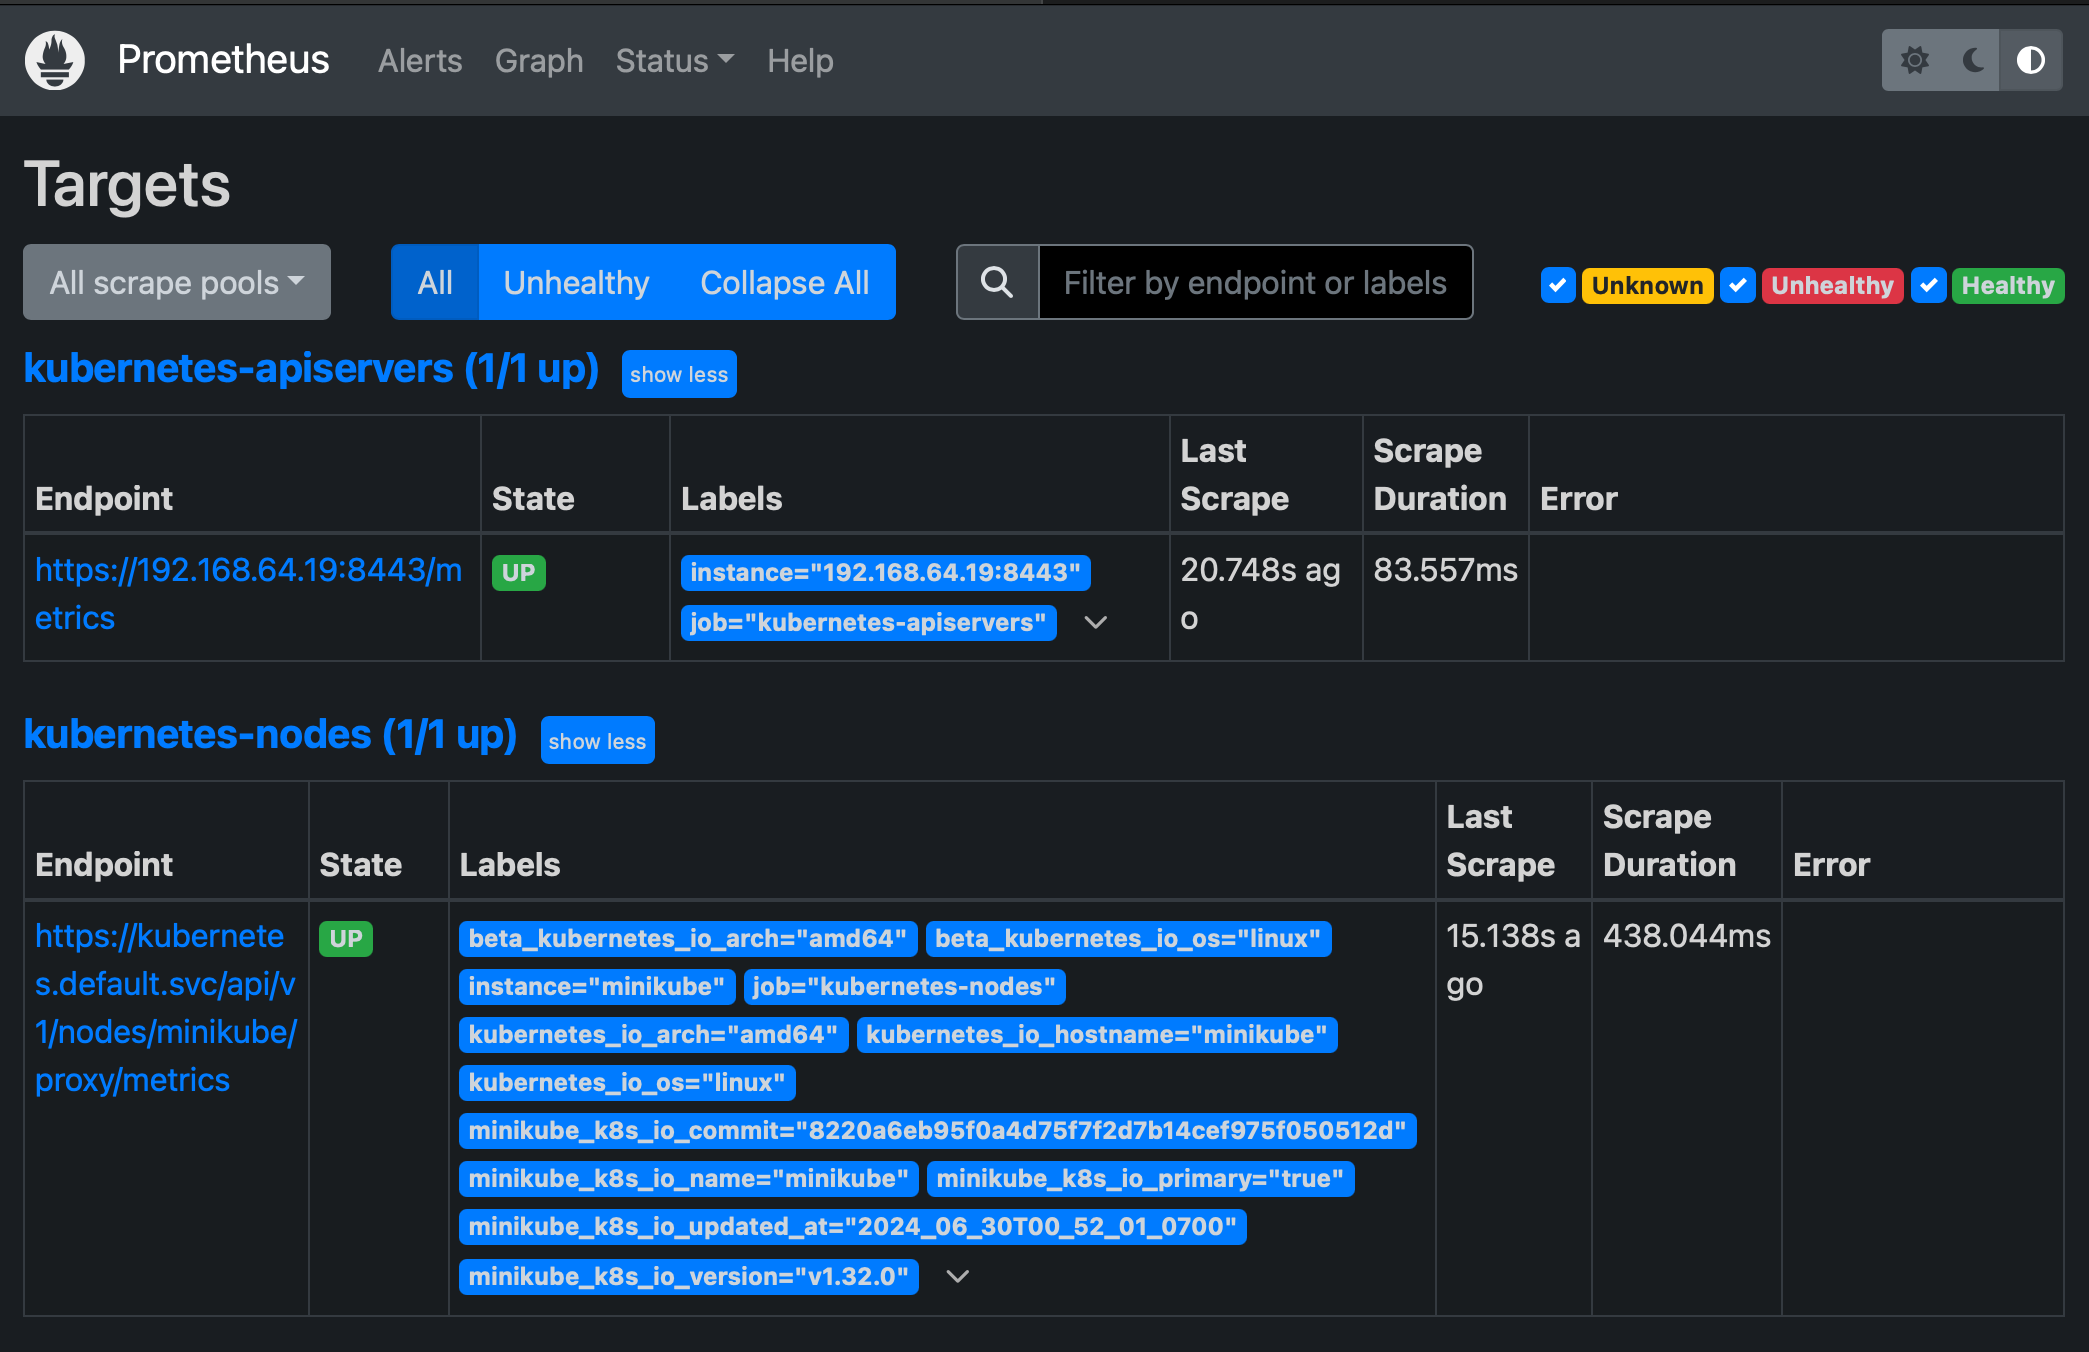 Prometheus Alerts Graph Status Help
Targets
All scrape pools All Unhealthy Collapse All Filter by endpoint or labels Unknown Unhealthy Healthy
kubernetes-apiservers (1/1 up) show less
Endpoint State Labels Last Scrape Scrape Duration Error
https://192.168.64.19:8443/m
etrics
UP
instance="192.168.64.19:8443"
job="kubernetes-apiservers"
20.748s ag
o
83.557ms
kubernetes-nodes (1/1 up) show less
Endpoint State Labels Last Scrape Scrape Duration Error
https://kubernete
s.default.svc/api/v
1/nodes/minikube/
proxy/metrics
UP
beta_kubernetes_io_arch="amd64" beta_kubernetes_io_os="linux"
instance="minikube" job="kubernetes-nodes"
kubernetes_io_arch="amd64" kubernetes_io_hostname="minikube"
kubernetes_io_os="linux"
minikube_k8s_io_commit="8220a6eb95f0a4d75f7f2d7b14cef975f050512d"
minikube_k8s_io_name="minikube" minikube_k8s_io_primary="true"
minikube_k8s_io_updated_at="2024_06_30T00_52_01_0700"
minikube_k8s_io_version="v1.32.0"
15.138s a
go
438.044ms